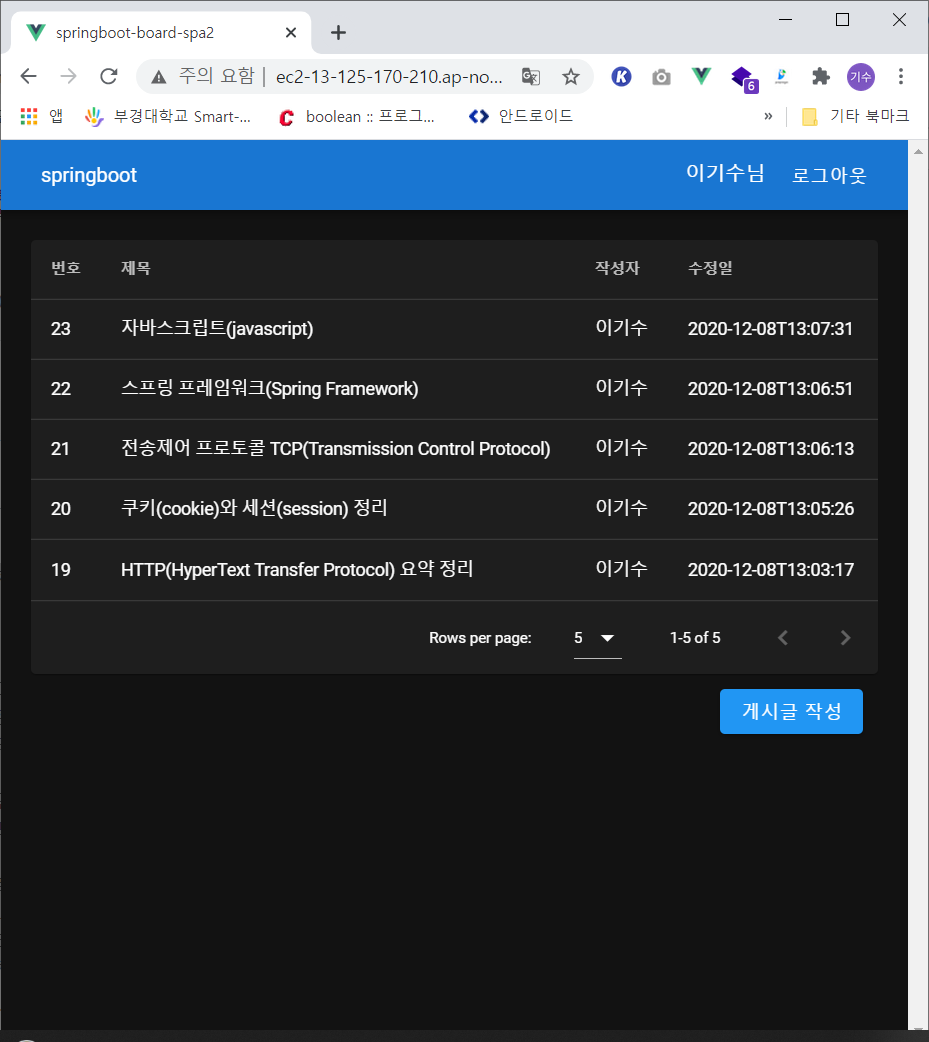 springboot-board-spa2
주의 요함 | ec2-13-125-170-210.ap-no...
6
기수
앱 부경대학교 Smart-... boolean :: 프로그... 안드로이드 » 기타 북마크
springboot 이기수님 로그아웃
번호 제목 작성자 수정일
23 자바스크립트(javascript) 이기수 2020-12-08T13:07:31
22 스프링 프레임워크(Spring Framework) 이기수 2020-12-08T13:06:51
21 전송제어 프로토콜 TCP(Transmission Control Protocol) 이기수 2020-12-08T13:06:13
20 쿠키(cookie)와 세션(session) 정리 이기수 2020-12-08T13:05:26
19 HTTP(HyperText Transfer Protocol) 요약 정리 이기수 2020-12-08T13:03:17
Rows per page: 5 1-5 of 5
게시글 작성